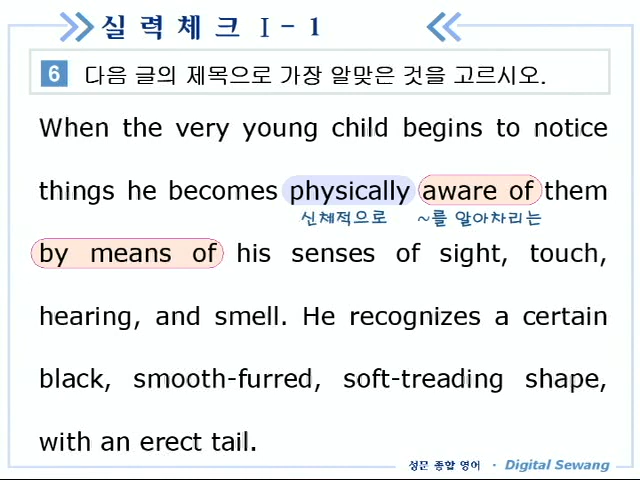 실력체크 I - 1
6 다음 글의 제목으로 가장 알맞은 것을 고르시오.
When the very young child begins to notice
things he becomes physically aware of them
신체적으로 ~를 알아차리는
by means of his senses of sight, touch,
hearing, and smell. He recognizes a certain
black, smooth-furred, soft-treading shape,
with an erect tail.
성문 종합 영어 · Digital Sewang